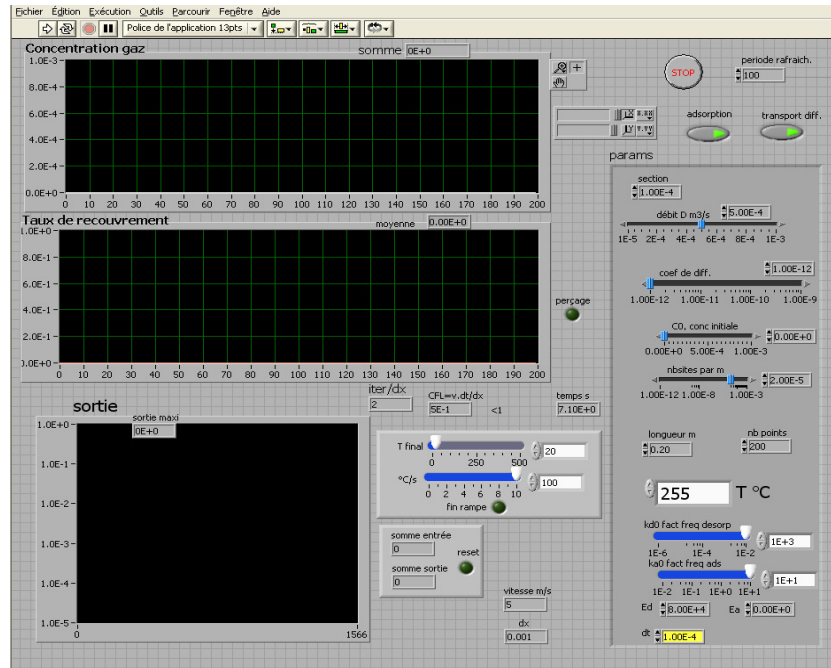 Fichier Édition Exécution Outils Parcourir Fenêtre Aide
Police de l'application 13pts
Concentration gaz
somme 0E+0
1.0E-3
8.0E-4
6.0E-4
4.0E-4
2.0E-4
0.0E+0
0 10 20 30 40 50 60 70 80 90 100 110 120 130 140 150 160 170 180 190 200
STOP
periode rafraich.
100
adsorption
transport diff.
Taux de recouvrement
moyenne 0.00E+0
1.0E+0
8.0E-1
6.0E-1
4.0E-1
2.0E-1
0.0E+0
0 10 20 30 40 50 60 70 80 90 100 110 120 130 140 150 160 170 180 190 200
perçage
params
section
1.00E-4
débit D m3/s 5.00E-4
1E-5 2E-4 4E-4 6E-4 8E-4 1E-3
coef de diff. 1.00E-12
1.00E-12 1.00E-11 1.00E-10 1.00E-9
C0, conc initiale
0.00E+0
0.00E+0 5.00E-4 1.00E-3
nbsites par m
2.00E-5
1.00E-12 1.00E-8 1.00E-3
longueur m
0.20
nb points
200
255 T °C
kd0 fact freq desorp
1E+3
1E-6 1E-4 1E-2
ka0 fact freq ads
1E+1
1E-2 1E-1 1E+0 1E+1
Ed 8.00E+4 Ea 0.00E+0
dt 1.00E-4
iter/dx
2
CFL=v.dt/dx
5E-1 <1
temps s
7.10E+0
sortie
sortie maxi
0E+0
1.0E+0
1.0E-1
1.0E-2
1.0E-3
1.0E-4
1.0E-5
0 1566
T final
20
0 250 500
°C/s
100
0 2 4 6 8 10
fin rampe
somme entrée
0
reset
somme sortie
0
vitesse m/s
5
dx
0.001